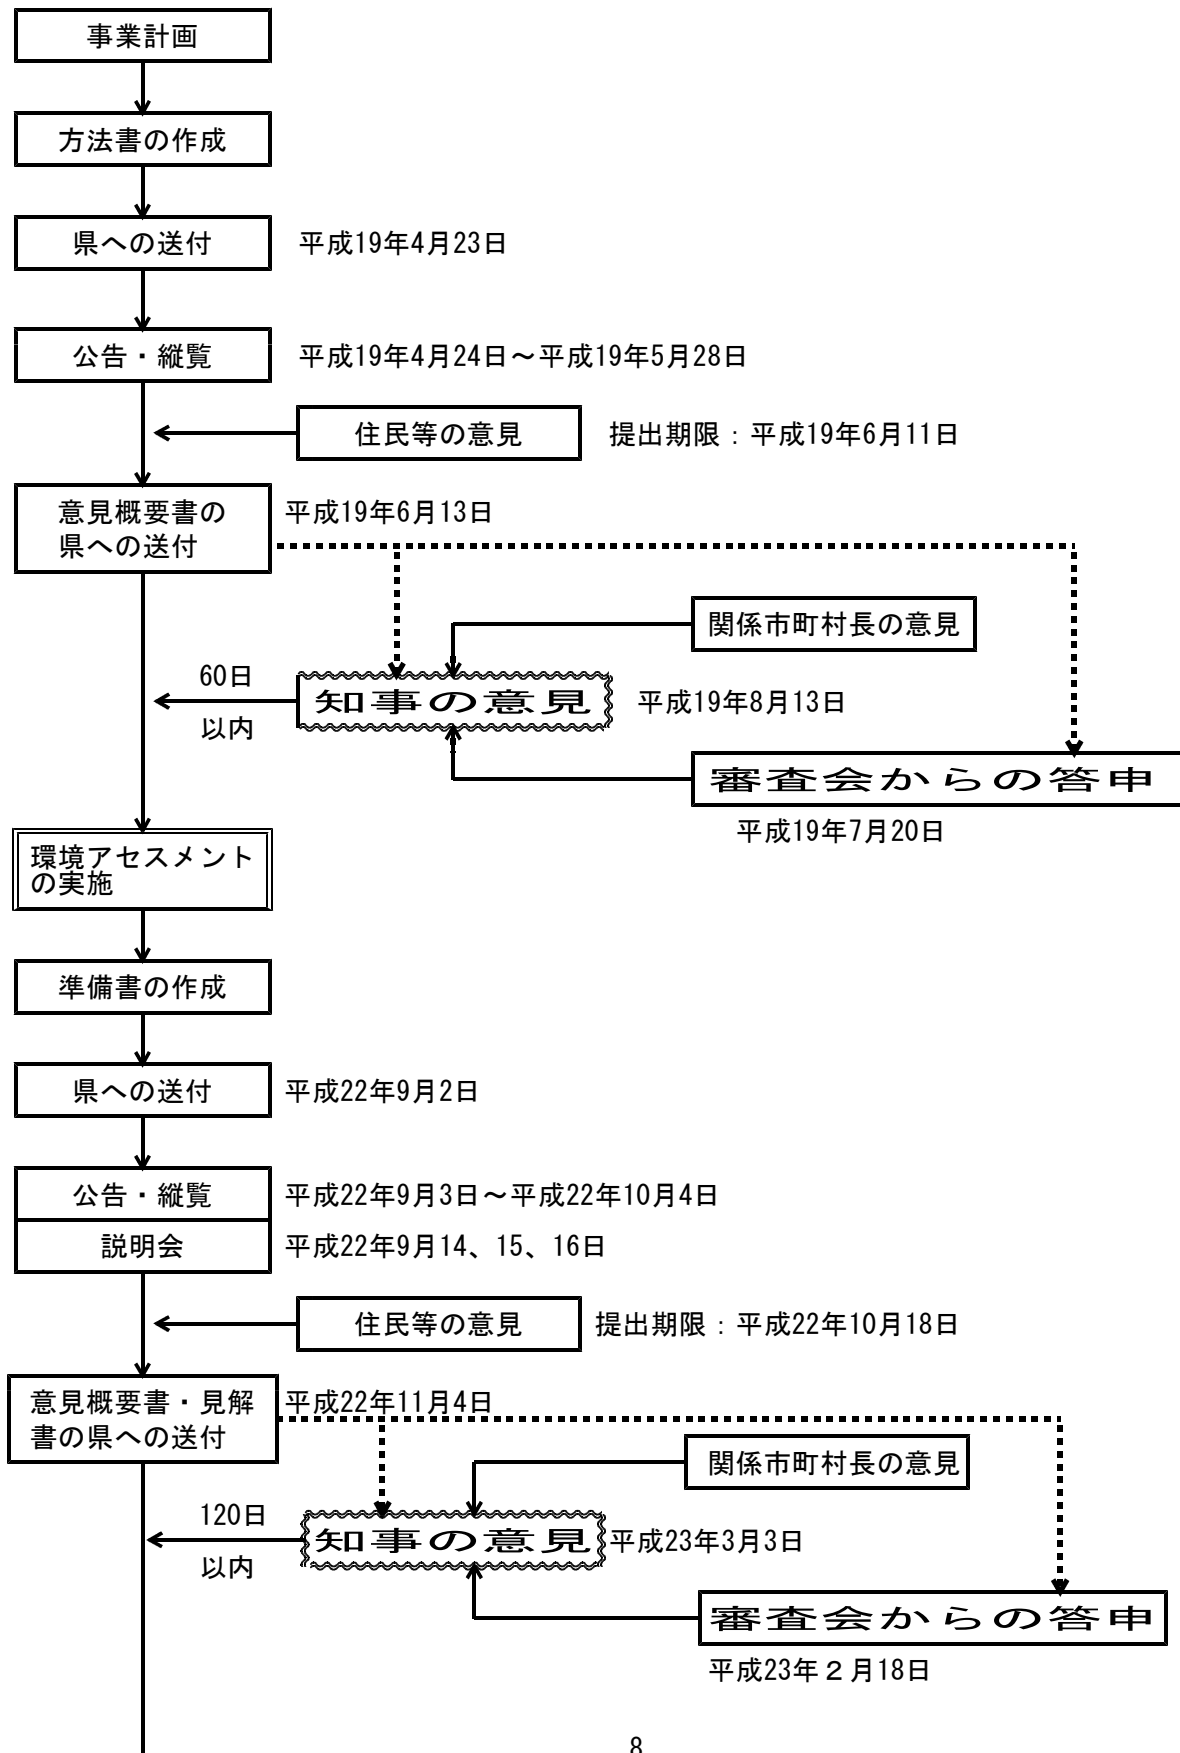 事業計画
方法書の作成
県への送付
平成19年4月23日
公告・縦覧
平成19年4月24日～平成19年5月28日
住民等の意見
提出期限：平成19年6月11日
意見概要書の
県への送付
平成19年6月13日
関係市町村長の意見
60日
以内
知事の意見
平成19年8月13日
審査会からの答申
平成19年7月20日
環境アセスメント
の実施
準備書の作成
県への送付
平成22年9月2日
公告・縦覧
平成22年9月3日～平成22年10月4日
説明会
平成22年9月14、15、16日
住民等の意見
提出期限：平成22年10月18日
意見概要書・見解
書の県への送付
平成22年11月4日
関係市町村長の意見
120日
以内
知事の意見
平成23年3月3日
審査会からの答申
平成23年２月18日
8